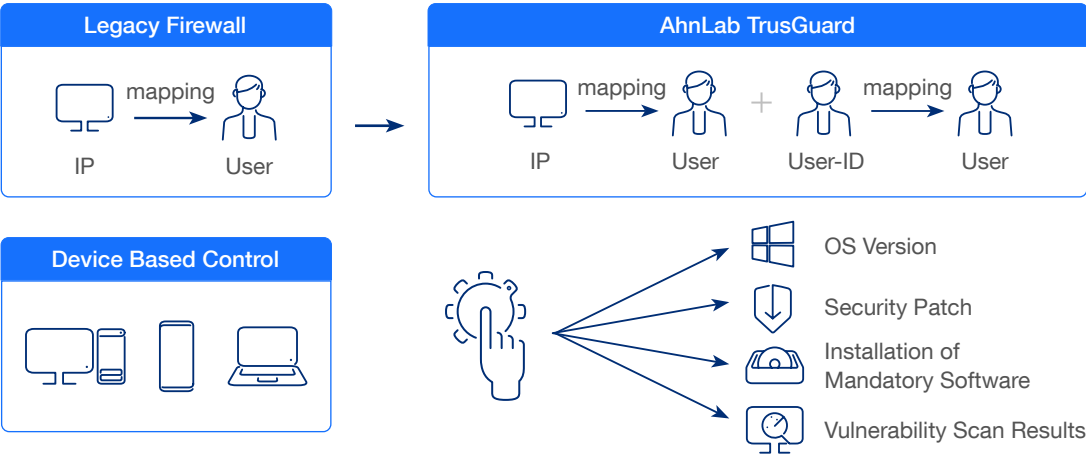 Legacy Firewall
mapping
IP
User
AhnLab TrusGuard
mapping
mapping
IP
User
User-ID
User
Device Based Control
OS Version
Security Patch
Installation of
Mandatory Software
Vulnerability Scan Results